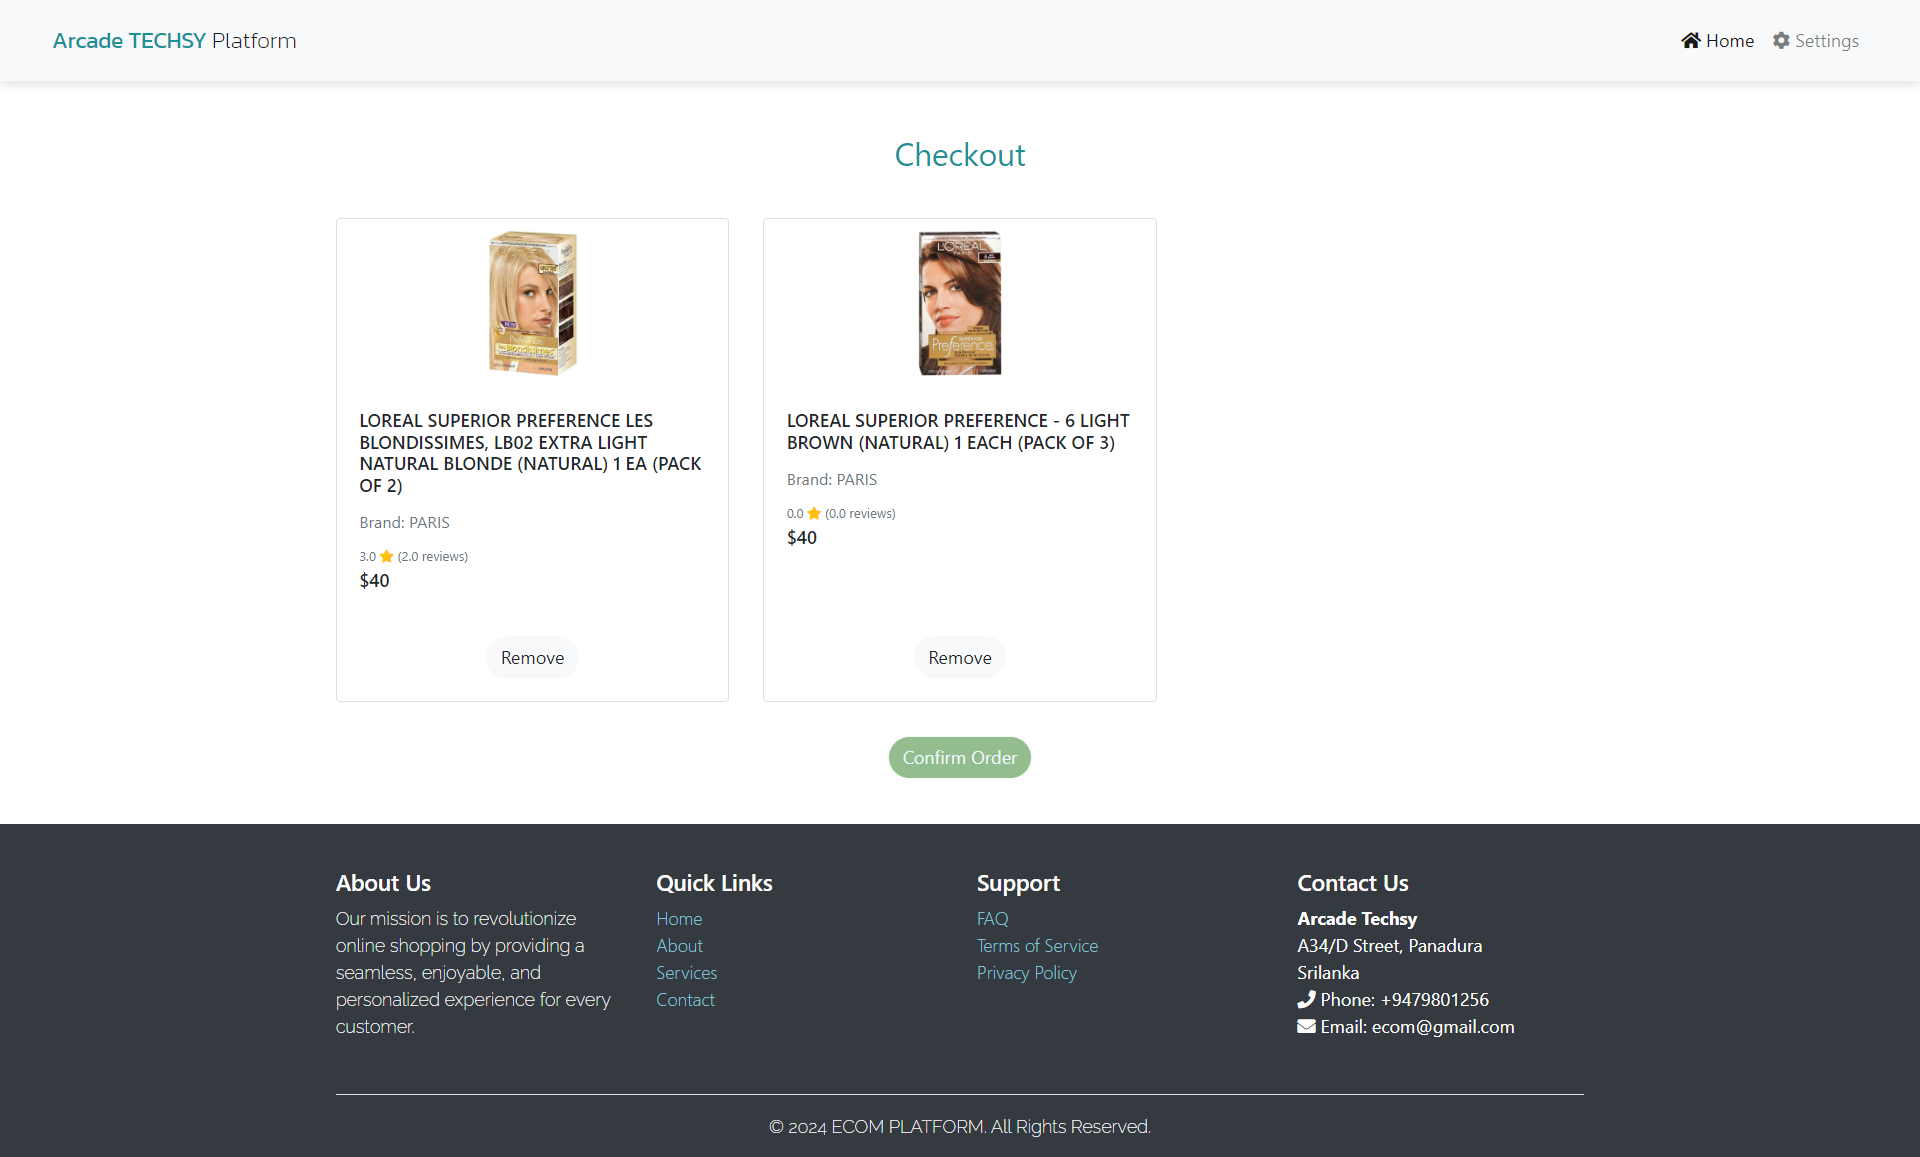 Arcade TECHSY Platform
Home
Settings
Checkout
LOREAL SUPERIOR PREFERENCE LES
BLONDISSIMES, LB02 EXTRA LIGHT
NATURAL BLONDE (NATURAL) 1 EA (PACK
OF 2)
Brand: PARIS
3.0 (2.0 reviews)
$40
Remove
L'ORÉAL
Preference
LOREAL SUPERIOR PREFERENCE - 6 LIGHT
BROWN (NATURAL) 1 EACH (PACK OF 3)
Brand: PARIS
0.0 (0.0 reviews)
$40
Remove
Confirm Order
About Us
Our mission is to revolutionize
online shopping by providing a
seamless, enjoyable, and
personalized experience for every
customer.
Quick Links
Home
About
Services
Contact
Support
FAQ
Terms of Service
Privacy Policy
Contact Us
Arcade Techsy
A34/D Street, Panadura
Srilanka
Phone: +9479801256
Email: ecom@gmail.com
© 2024 ECOM PLATFORM. All Rights Reserved.